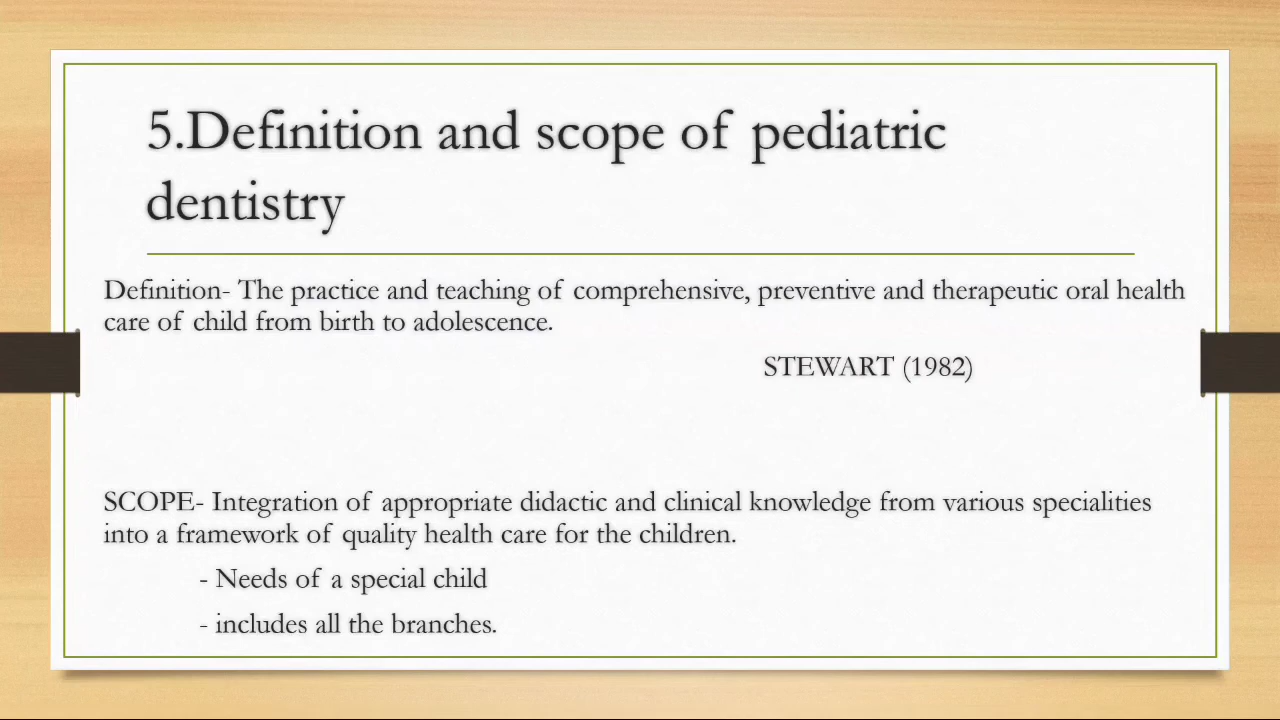 5.Definition and scope of pediatric
dentistry
Definition- The practice and teaching of comprehensive, preventive and therapeutic oral health
care of child from birth to adolescence.
STEWART (1982)
SCOPE- Integration of appropriate didactic and clinical knowledge from various specialities
into a framework of quality health care for the children.
- Needs of a special child
- includes all the branches.